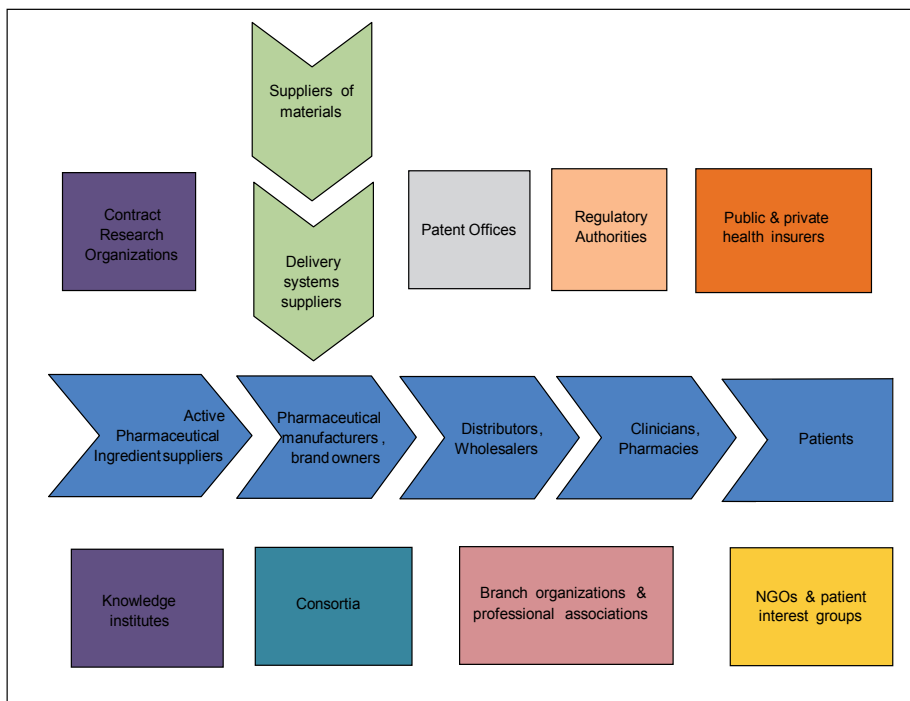 Suppliers of
materials
Contract
Research
Organizations
Delivery
systems
suppliers
Patent Offices
Regulatory
Authorities
Public & private
health insurers
Active
Pharmaceutical
Ingredient suppliers
Pharmaceutical
manufacturers ,
brand owners
Distributors,
Wholesalers
Clinicians,
Pharmacies
Patients
Knowledge
institutes
Consortia
Branch organizations &
professional associations
NGOs & patient
interest groups